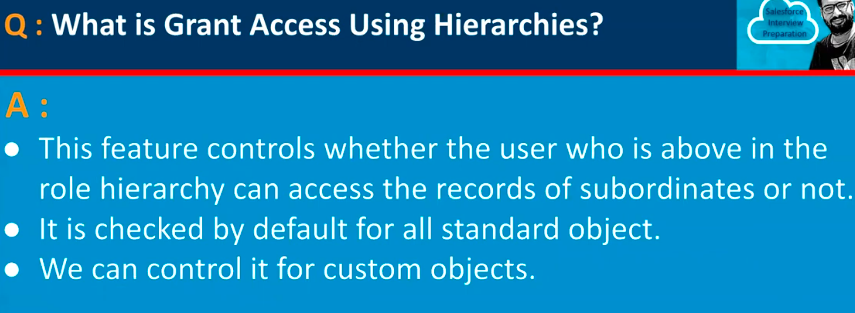 Q : What is Grant Access Using Hierarchies?
Salesforce
Interview
Preparation
A :
● This feature controls whether the user who is above in the
role hierarchy can access the records of subordinates or not.
● It is checked by default for all standard object.
● We can control it for custom objects.